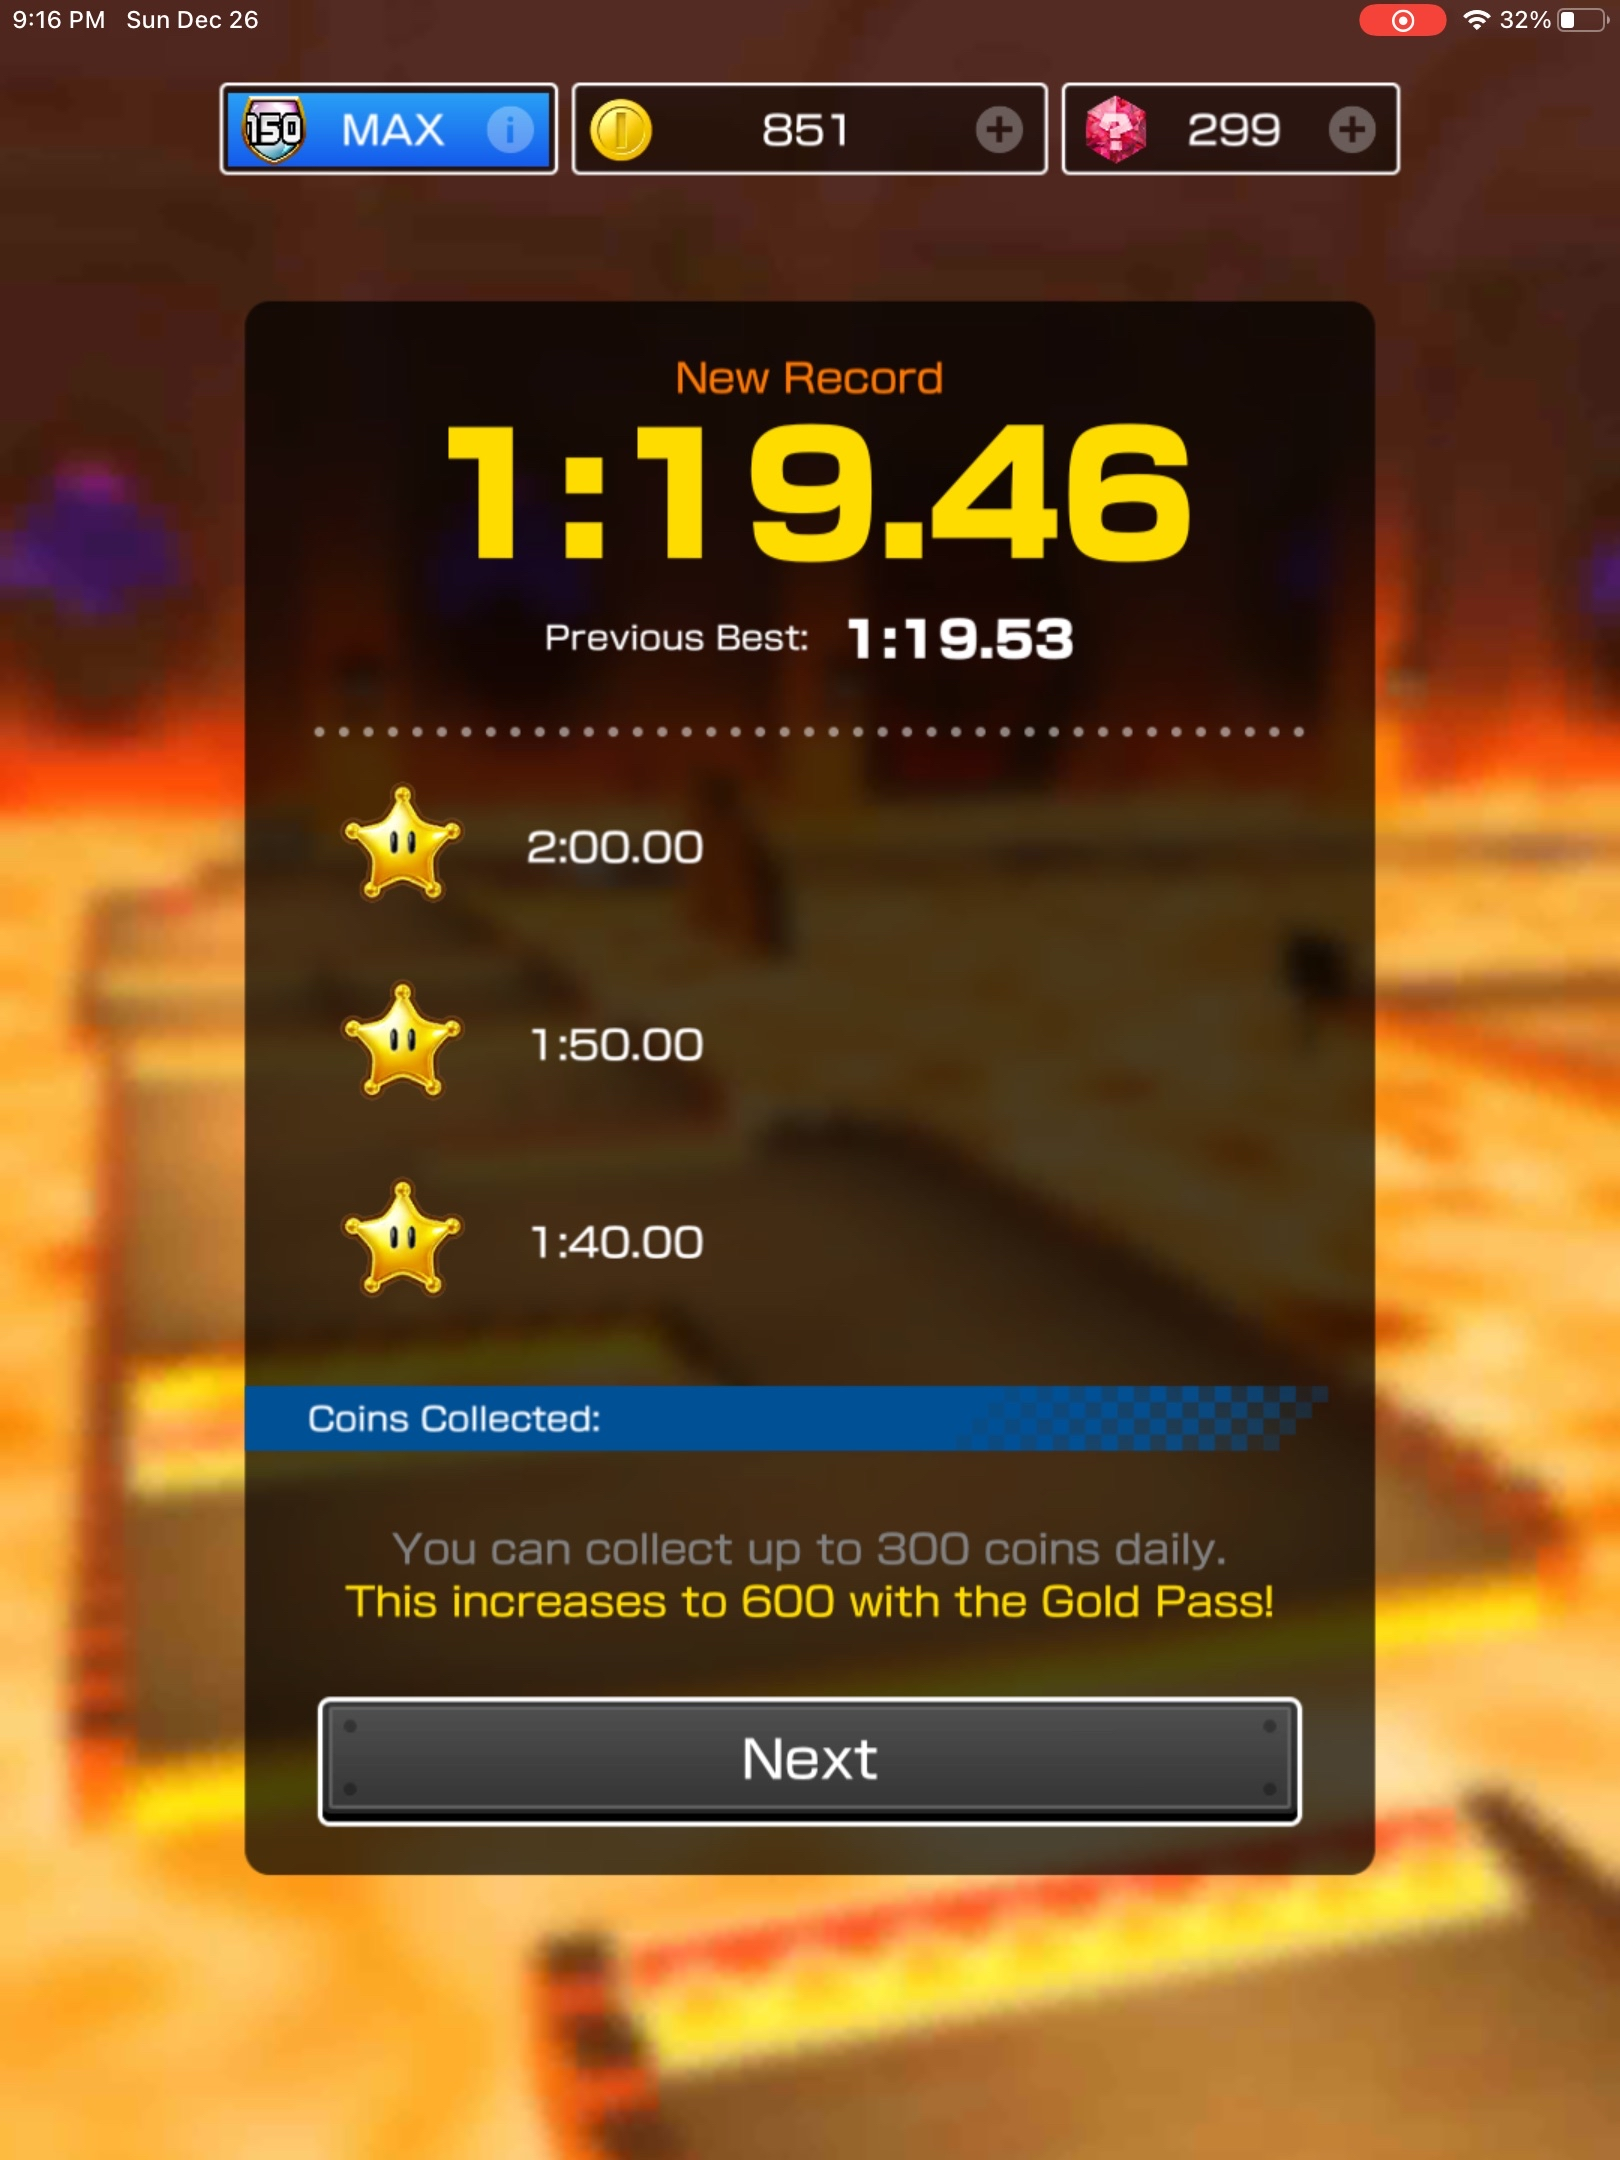 9:16 PM Sun Dec 26 32%
150 MAX i 851 + ? 299 +
New Record
1:19.46
Previous Best: 1:19.53
2:00.00
1:50.00
1:40.00
Coins Collected:
You can collect up to 300 coins daily.
This increases to 600 with the Gold Pass!
Next